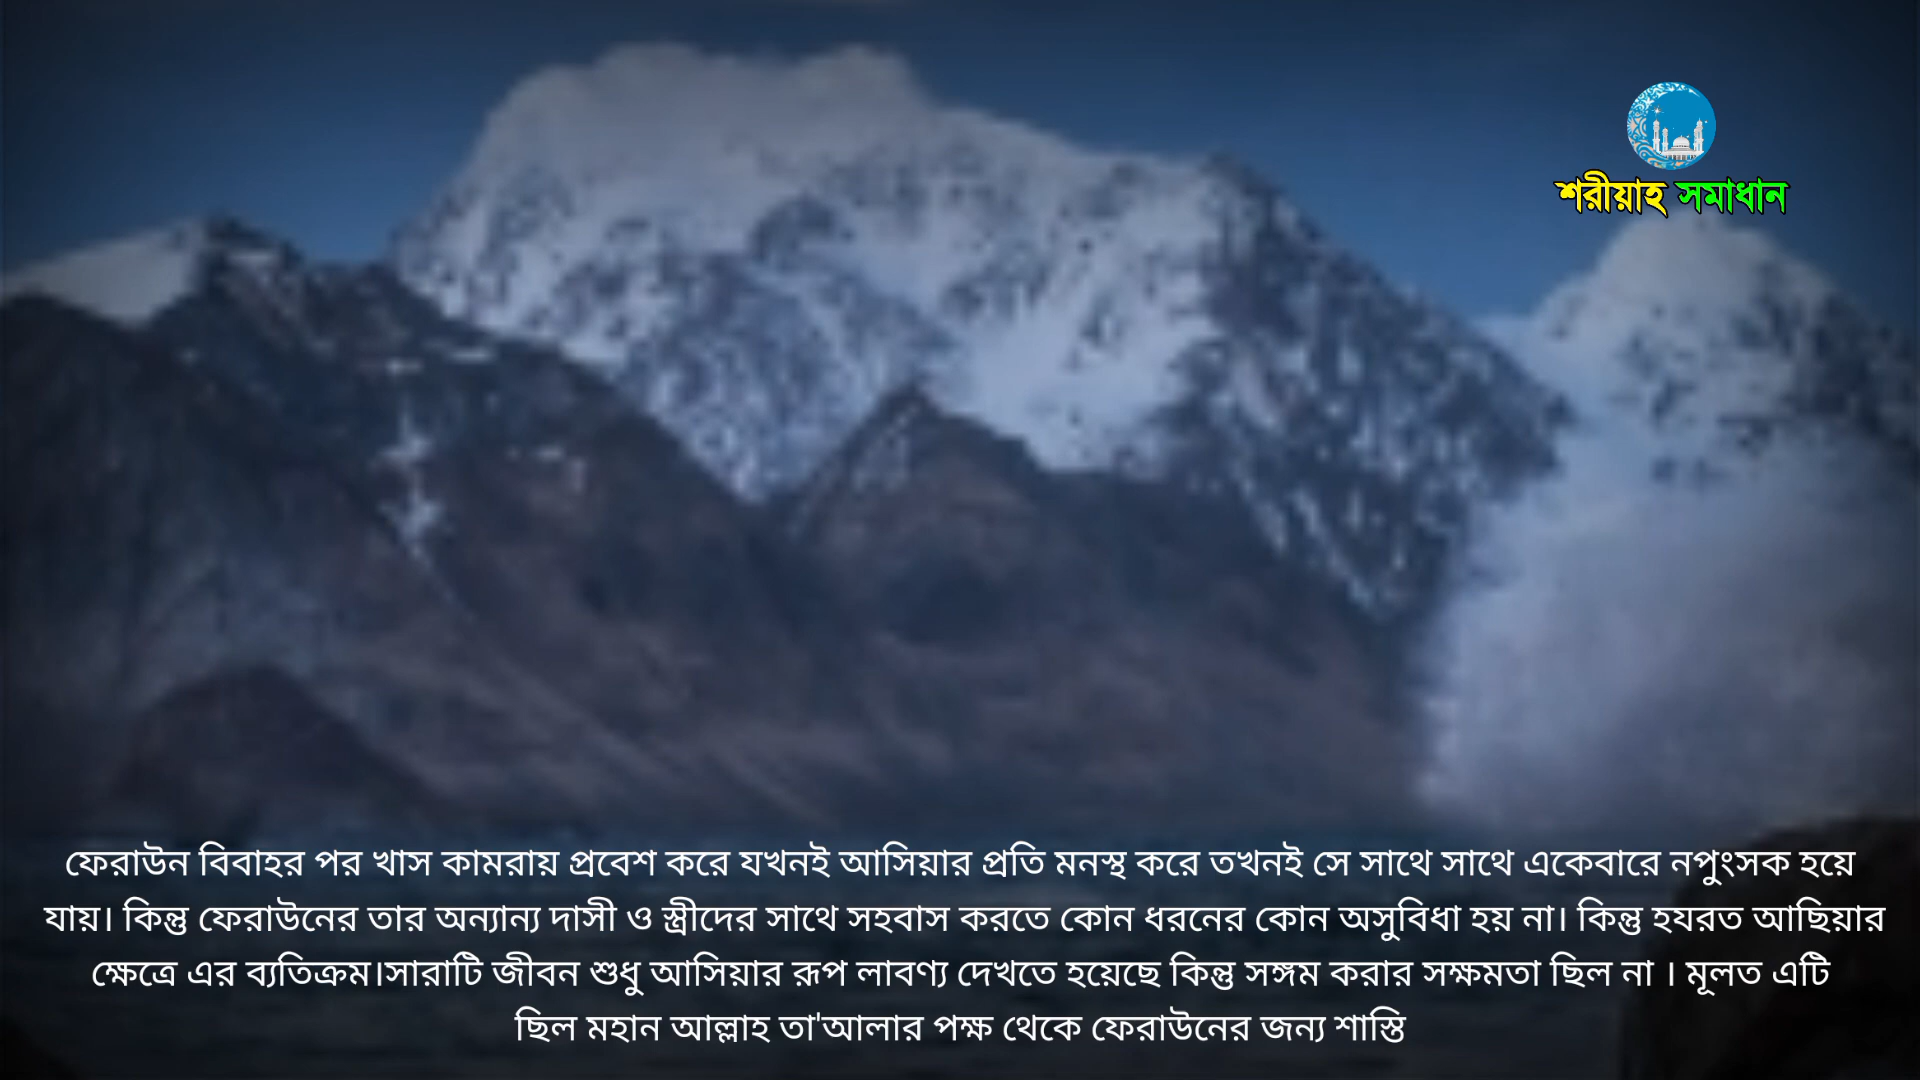 শরীয়াহ সমাধান
ফেরাউন বিবাহর পর খাস কামরায় প্রবেশ করে যখনই আসিয়ার প্রতি মনস্থ করে তখনই সে সাথে সাথে একেবারে নপুংসক হয়ে
যায়। কিন্তু ফেরাউনের তার অন্যান্য দাসী ও স্ত্রীদের সাথে সহবাস করতে কোন ধরনের কোন অসুবিধা হয় না। কিন্তু হযরত আছিয়ার
ক্ষেত্রে এর ব্যতিক্রম।সারাটি জীবন শুধু আসিয়ার রূপ লাবণ্য দেখতে হয়েছে কিন্তু সঙ্গম করার সক্ষমতা ছিল না । মূলত এটি
ছিল মহান আল্লাহ তা'আলার পক্ষ থেকে ফেরাউনের জন্য শাস্তি